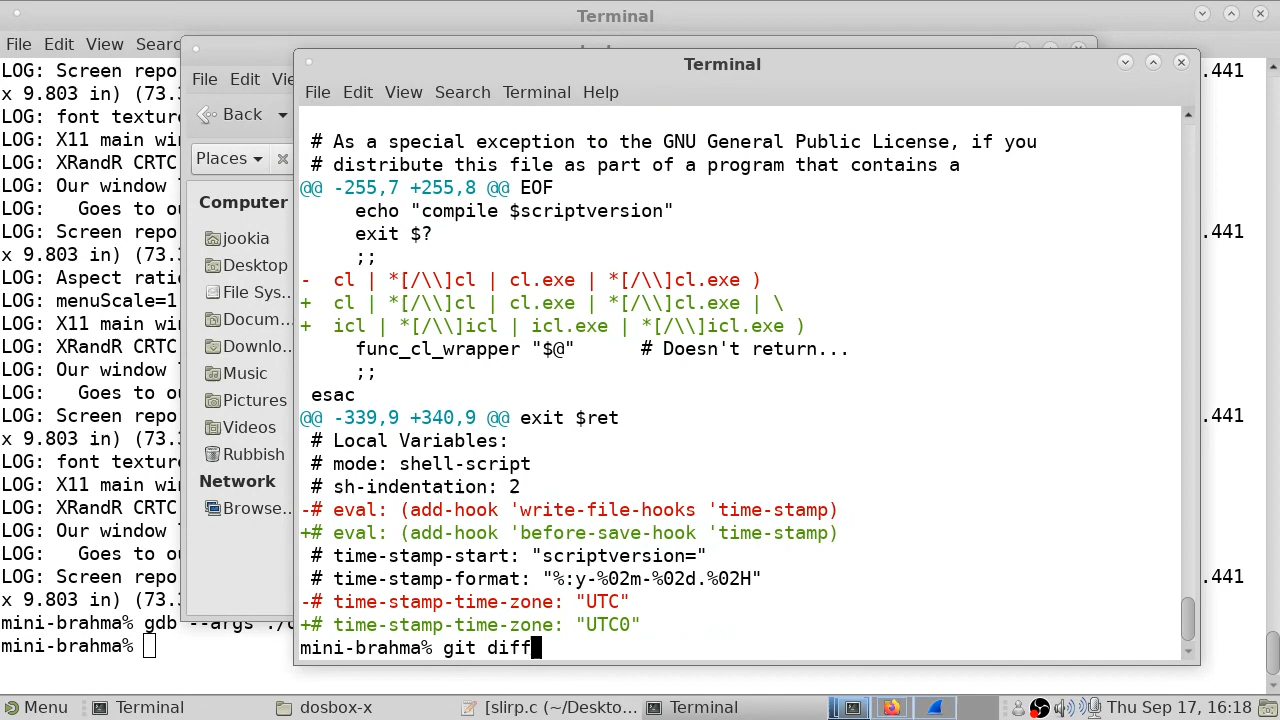 Terminal
File Edit View Searc
LOG: Screen repo
x 9.803 in) (73.
LOG: font textur
LOG: X11 main wi
LOG: XRandR CRTC
LOG: Our window
LOG:   Goes to o
LOG: Screen repo
x 9.803 in) (73.
LOG: Aspect rati
LOG: menuScale=1
LOG: X11 main wi
LOG: XRandR CRTC
LOG: Our window
LOG:   Goes to o
LOG: Screen repo
x 9.803 in) (73.
LOG: font textur
LOG: XRandR CRTC
LOG: X11 main wi
LOG: Our window
LOG:   Goes to o
LOG: Screen repo
x 9.803 in) (73.
mini-brahma% gdb --args ./
mini-brahma%
.441
.441
.441
.441
File Edit Vie
Back
Places
Computer
jookia
Desktop
File Sys...
Docum...
Downlo...
Music
Pictures
Videos
Rubbish
Network
Browse...
Terminal
File Edit View Search Terminal Help
# As a special exception to the GNU General Public License, if you
# distribute this file as part of a program that contains a
@@ -255,7 +255,8 @@ EOF
echo "compile $scriptversion"
exit $?
;;
-  cl | *[/\\]cl | cl.exe | *[/\\]cl.exe )
+  cl | *[/\\]cl | cl.exe | *[/\\]cl.exe | \
+  icl | *[/\\]icl | icl.exe | *[/\\]icl.exe )
func_cl_wrapper "$@"      # Doesn't return...
;;
esac
@@ -339,9 +340,9 @@ exit $ret
# Local Variables:
# mode: shell-script
# sh-indentation: 2
-# eval: (add-hook 'write-file-hooks 'time-stamp)
+# eval: (add-hook 'before-save-hook 'time-stamp)
# time-stamp-start: "scriptversion="
# time-stamp-format: "%:y-%02m-%02d.%02H"
-# time-stamp-time-zone: "UTC"
+# time-stamp-time-zone: "UTC0"
mini-brahma% git diff
Menu Terminal dosbox-x [slirp.c (~/Deskto... Terminal Thu Sep 17, 16:18